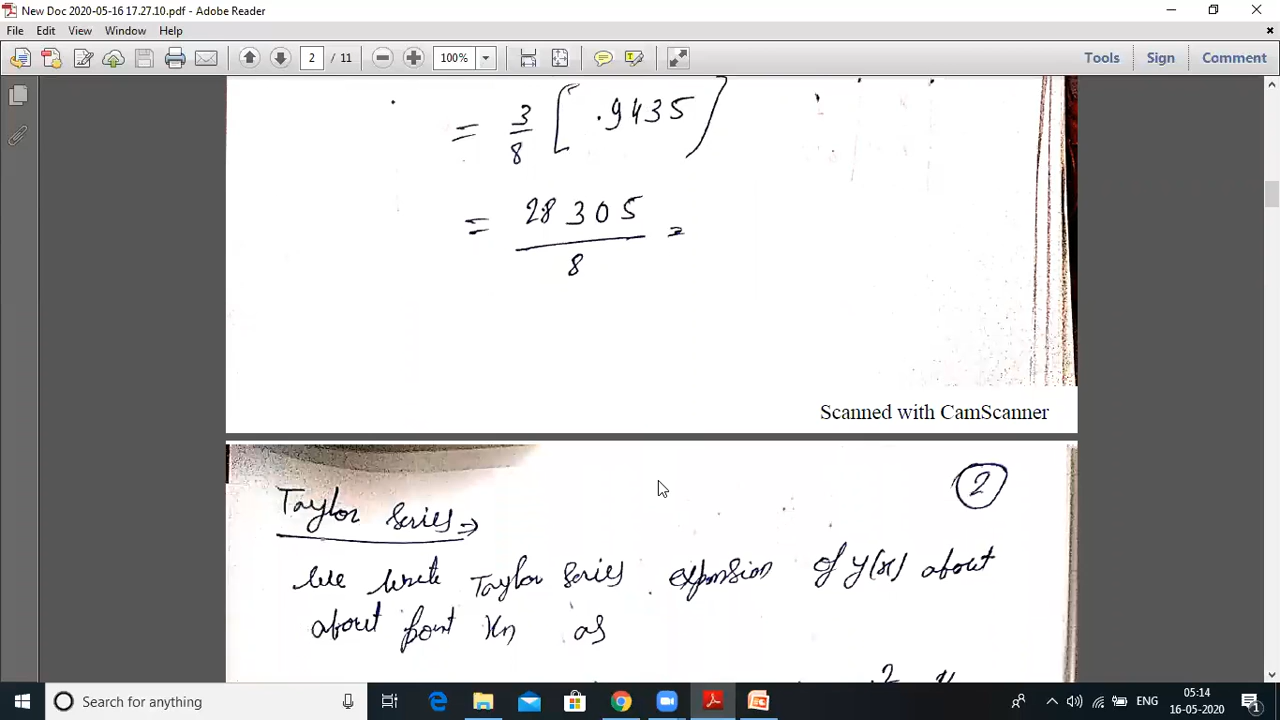 New Doc 2020-05-16 17.27.10.pdf - Adobe Reader
File Edit View Window Help
2 / 11 100% Tools Sign Comment
= 3/8 [ .9435 ]
= 28305 / 8 =
Scanned with CamScanner
2
Taylor Series ⇒
We write Taylor Series expansion of y(x) about
about point xn as
2
Search for anything
ENG
05:14
16-05-2020
1